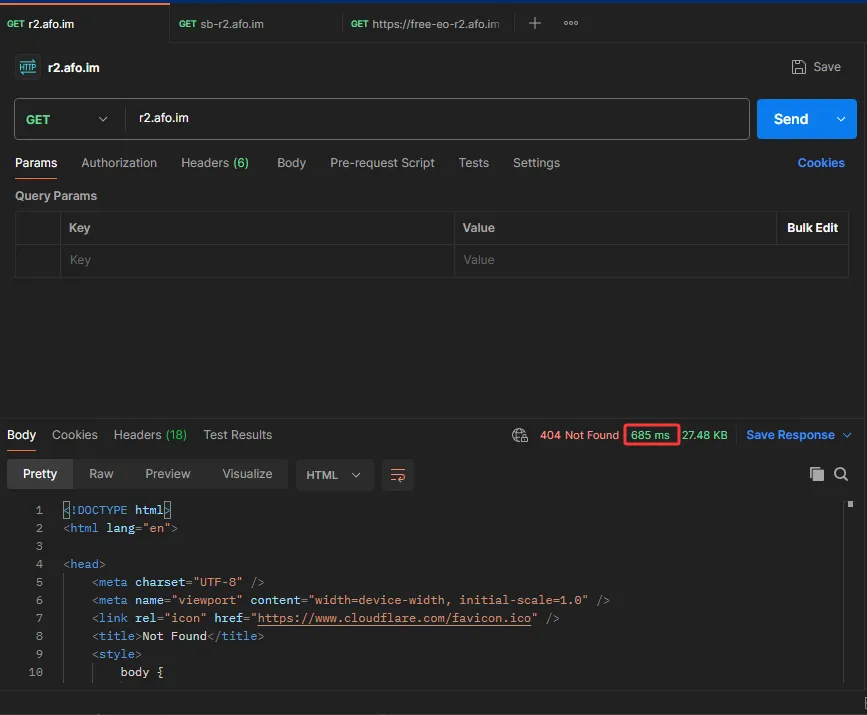 GET r2.afo.im GET sb-r2.afo.im GET https://free-eo-r2.afo.im
HTTP r2.afo.im Save
GET r2.afo.im Send
Params Authorization Headers (6) Body Pre-request Script Tests Settings Cookies
Query Params
Key Value Bulk Edit
Key Value
Body Cookies Headers (18) Test Results 404 Not Found 685 ms 27.48 KB Save Response
Pretty Raw Preview Visualize HTML
1 <!DOCTYPE html>
2 <html lang="en">
3
4 <head>
5 <meta charset="UTF-8" />
6 <meta name="viewport" content="width=device-width, initial-scale=1.0" />
7 <link rel="icon" href="https://www.cloudflare.com/favicon.ico" />
8 <title>Not Found</title>
9 <style>
10 body {